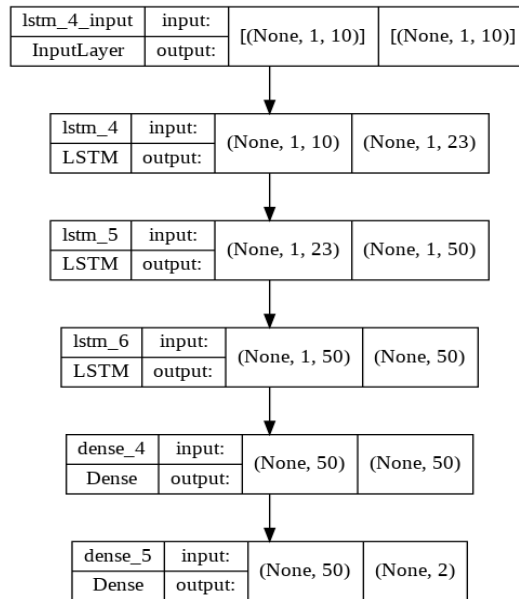 lstm_4_input input: [(None, 1, 10)] [(None, 1, 10)]
InputLayer output:
lstm_4 input: (None, 1, 10) (None, 1, 23)
LSTM output:
lstm_5 input: (None, 1, 23) (None, 1, 50)
LSTM output:
lstm_6 input: (None, 1, 50) (None, 50)
LSTM output:
dense_4 input: (None, 50) (None, 50)
Dense output:
dense_5 input: (None, 50) (None, 2)
Dense output: